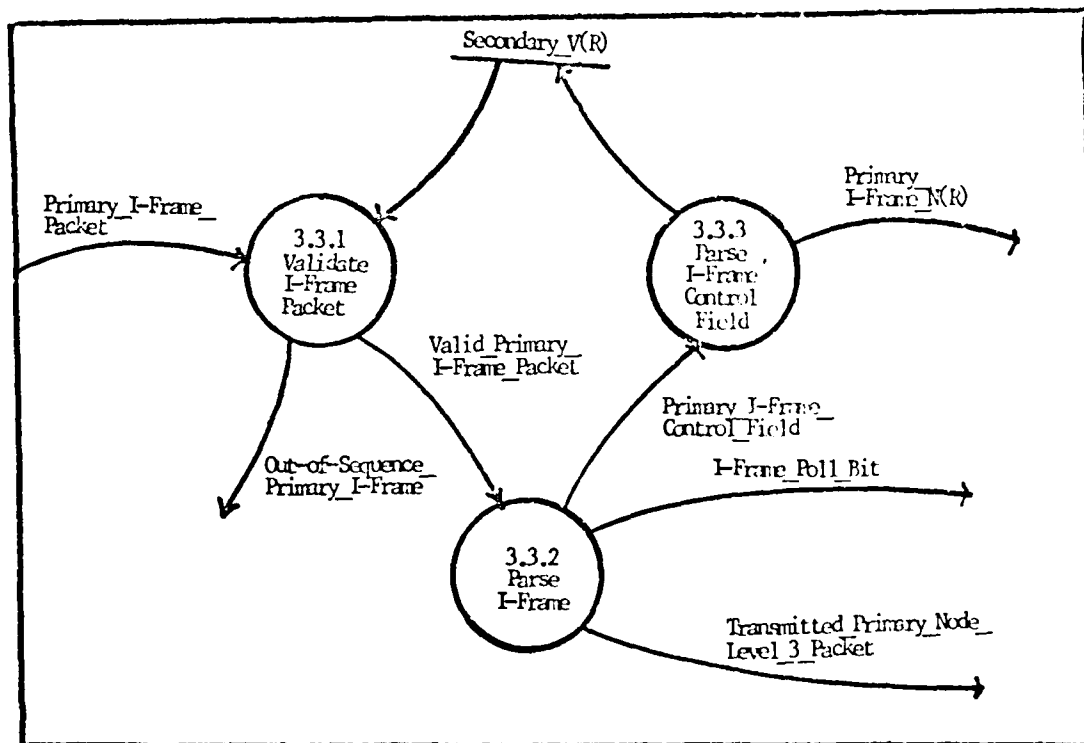 Secondary_V(R)
Primary_I-Frame_
Packet
3.3.1
Validate
I-Frame
Packet
Primary
I-Frame_N(R)
3.3.3
Parse
I-Frame
Control
Field
Valid_Primary_
I-Frame_Packet
Primary_I-Frame_
Control_Field
Out-of-Sequence_
Primary_I-Frame
I-Frame_Poll_Bit
3.3.2
Parse
I-Frame
Transmitted_Primary_Node_
Level_3_Packet